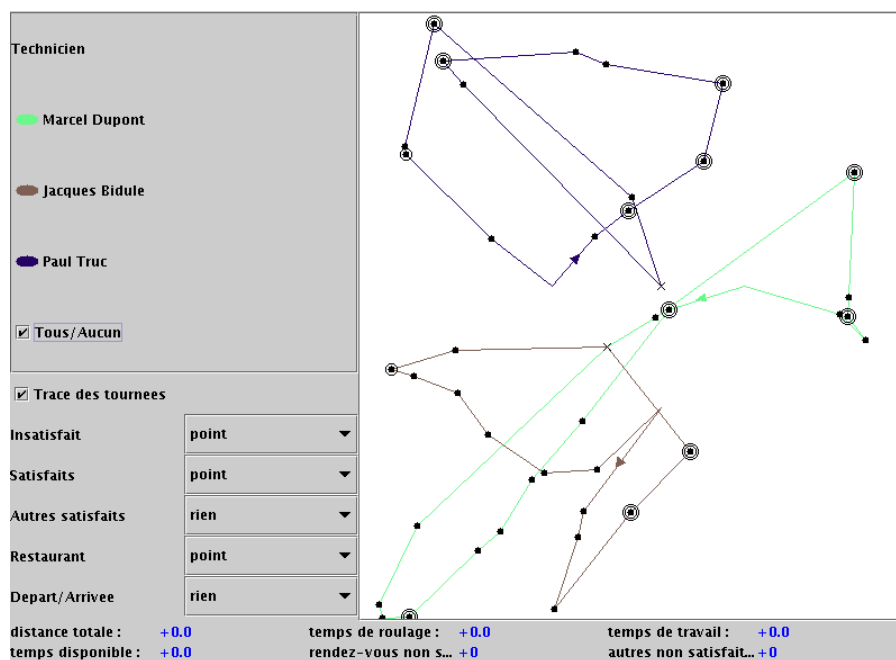 Technicien
Marcel Dupont
Jacques Bidule
Paul Truc
Tous/Aucun
Trace des tournees
Insatisfait point
Satisfaits point
Autres satisfaits rien
Restaurant point
Depart/Arrivee rien
distance totale : +0.0 temps de roulage : +0.0 temps de travail : +0.0
temps disponible : +0.0 rendez-vous non s... +0 autres non satisfait... +0